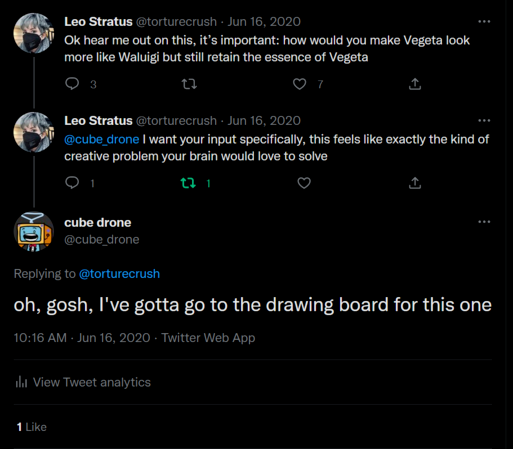 Leo Stratus @torturecrush · Jun 16, 2020
Ok hear me out on this, it's important: how would you make Vegeta look
more like Waluigi but still retain the essence of Vegeta
3 7
Leo Stratus @torturecrush · Jun 16, 2020
@cube_drone I want your input specifically, this feels like exactly the kind of
creative problem your brain would love to solve
1 1
cube drone
@cube_drone
Replying to @torturecrush
oh, gosh, I've gotta go to the drawing board for this one
10:16 AM · Jun 16, 2020 · Twitter Web App
View Tweet analytics
1 Like